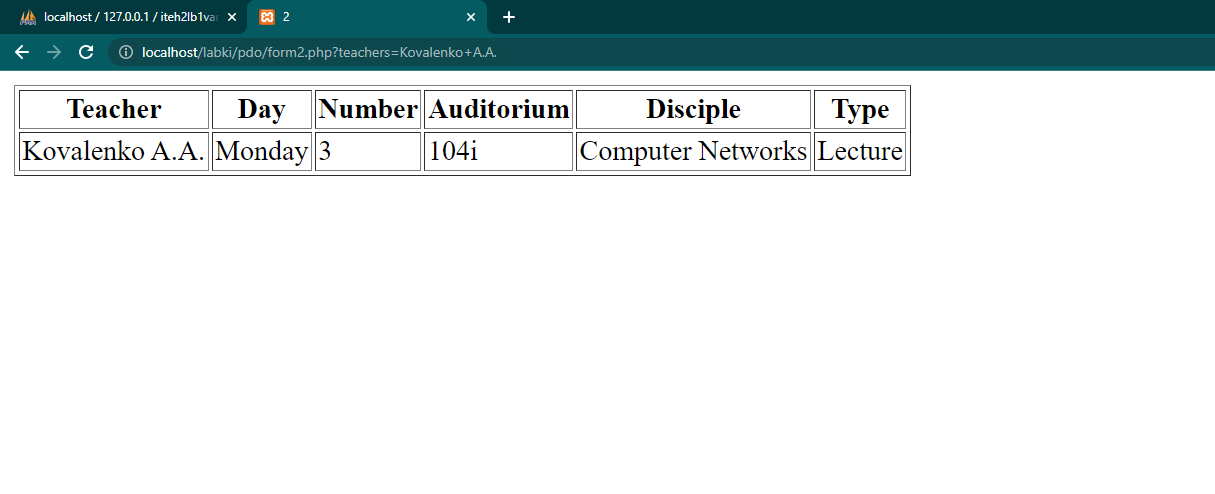 localhost / 127.0.0.1 / iteh2lb1var
2
localhost/labki/pdo/form2.php?teachers=Kovalenko+A.A.
Teacher Day Number Auditorium Disciple Type
Kovalenko A.A. Monday 3 104i Computer Networks Lecture